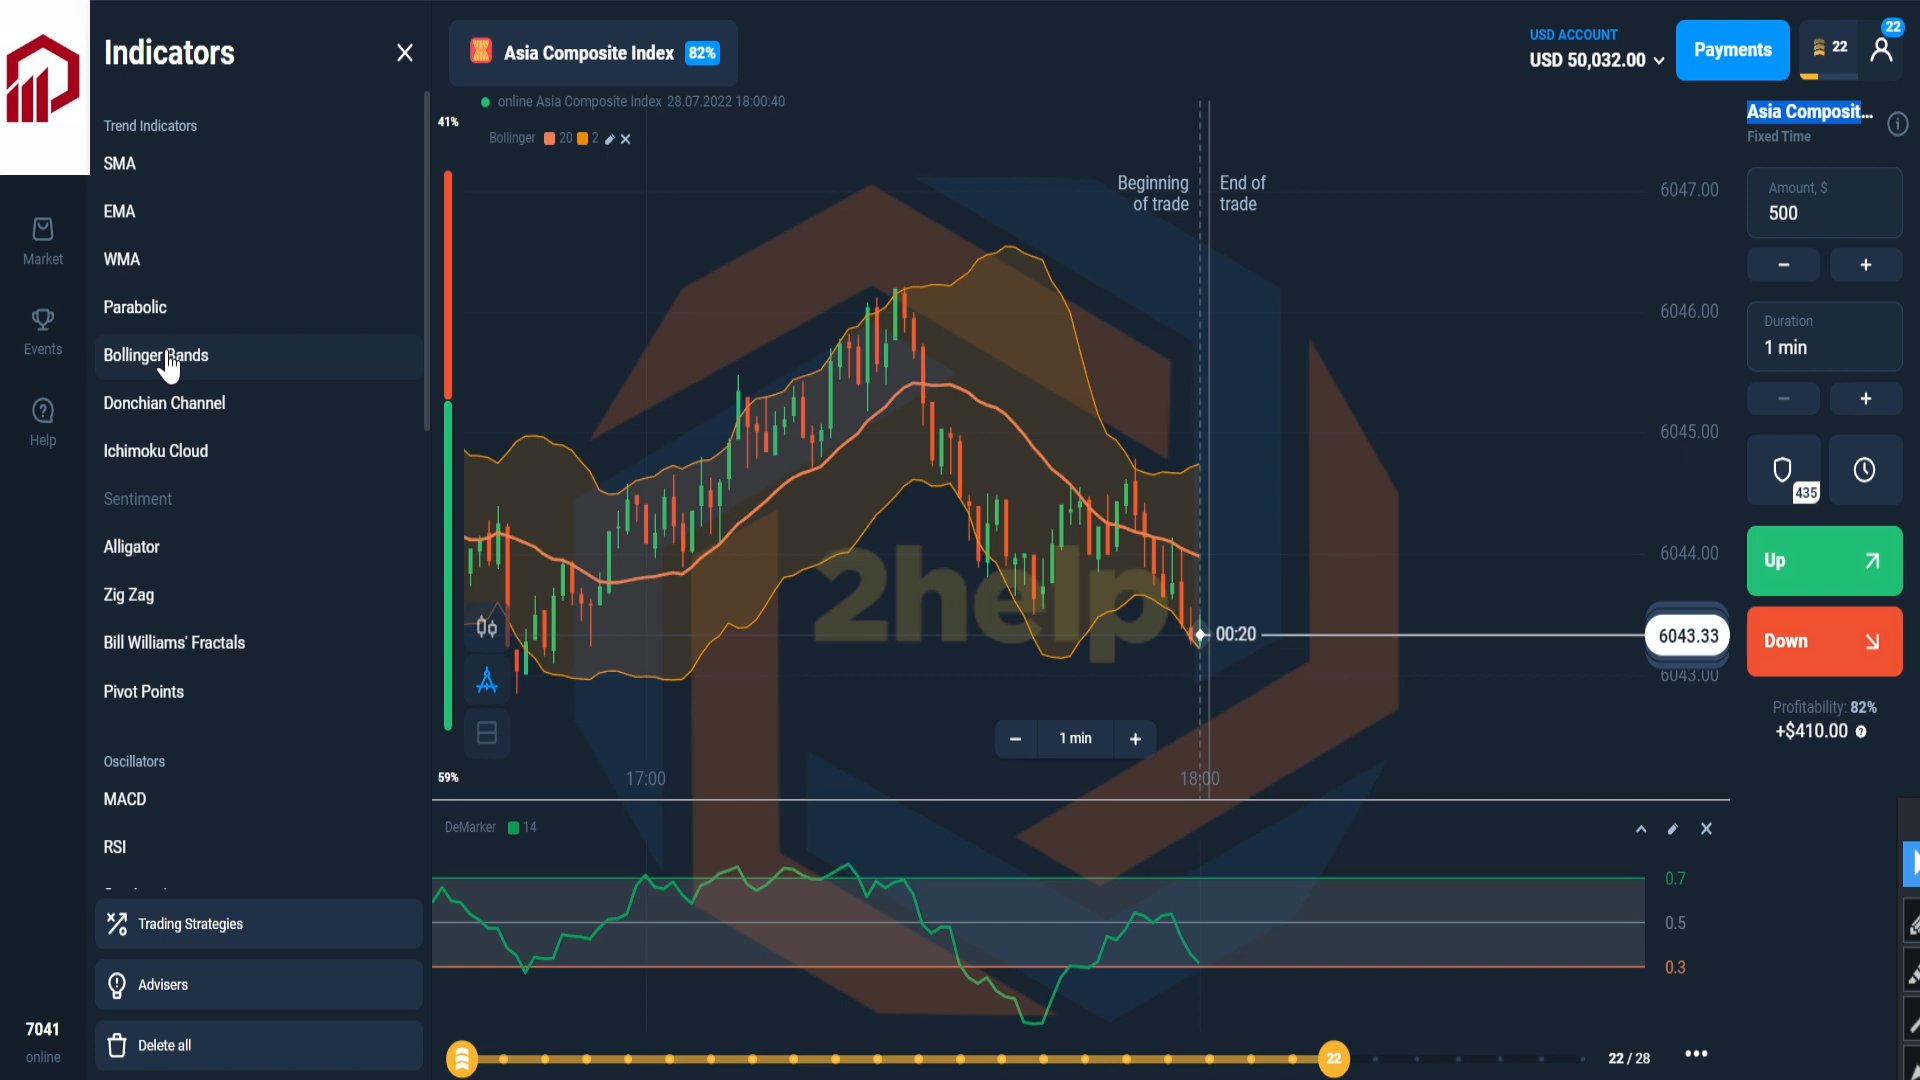 Indicators
Trend Indicators
SMA
EMA
WMA
Parabolic
Bollinger Bands
Donchian Channel
Ichimoku Cloud
Sentiment
Alligator
Zig Zag
Bill Williams' Fractals
Pivot Points
Oscillators
MACD
RSI
Trading Strategies
Advisers
Delete all
Market
Events
Help
7041
online
Asia Composite Index 82%
online Asia Composite Index 28.07.2022 18:00:40
41%
Bollinger 20 2
Beginning
of trade
End of
trade
6047.00
6046.00
6045.00
6044.00
6043.00
6043.33
00:20
2help
1 min
59%
17:00
18:00
DeMarker 14
0.7
0.5
0.3
22
22 / 28
USD ACCOUNT
USD 50,032.00
Payments
22
22
Asia Composit...
Fixed Time
Amount, $
500
Duration
1 min
435
Up
Down
Profitability: 82%
+$410.00